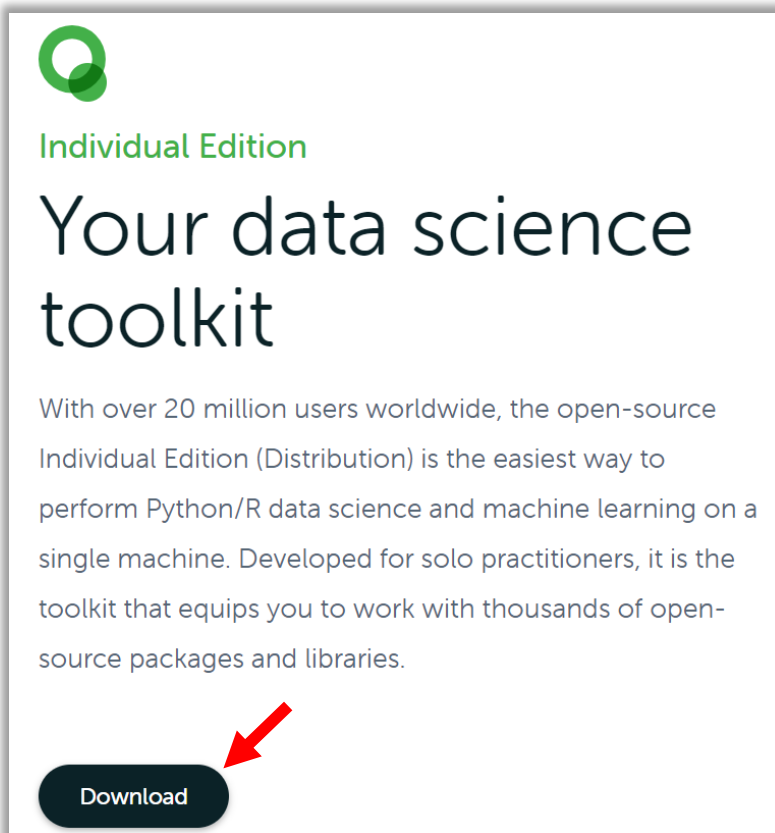 Individual Edition
Your data science
toolkit
With over 20 million users worldwide, the open-source
Individual Edition (Distribution) is the easiest way to
perform Python/R data science and machine learning on a
single machine. Developed for solo practitioners, it is the
toolkit that equips you to work with thousands of open-
source packages and libraries.
Download